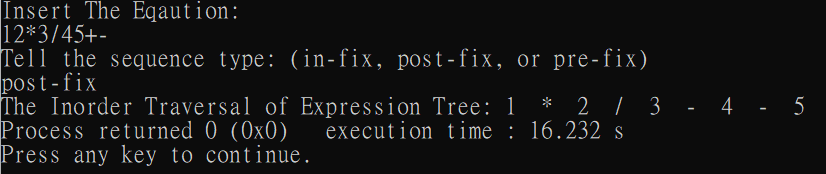 Insert The Eqaution:
12*3/45+-
Tell the sequence type: (in-fix, post-fix, or pre-fix)
post-fix
The Inorder Traversal of Expression Tree: 1  *  2  /  3  -  4  -  5
Process returned 0 (0x0)   execution time : 16.232 s
Press any key to continue.